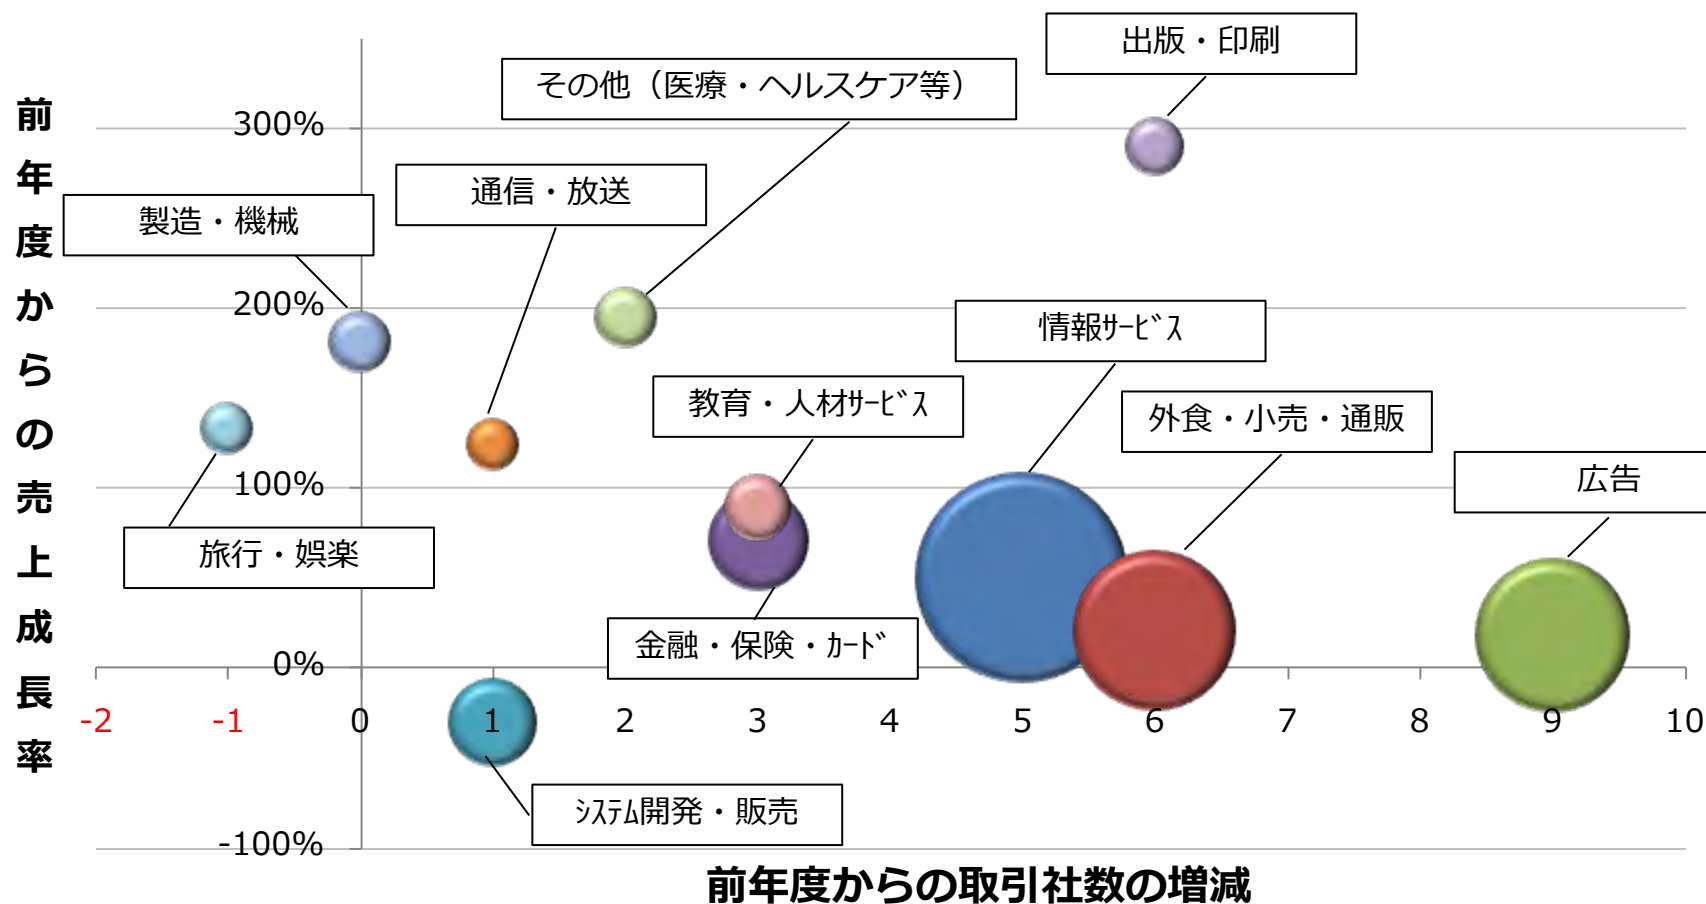 前年度からの売上成長率
出版・印刷
その他（医療・ヘルスケア等）
300%
通信・放送
製造・機械
200%
情報ｻｰﾋﾞｽ
教育・人材ｻｰﾋﾞｽ
外食・小売・通販
広告
100%
旅行・娯楽
金融・保険・ｶｰﾄﾞ
0%
-2 -1 0 1 2 3 4 5 6 7 8 9 10
ｼｽﾃﾑ開発・販売
-100%
前年度からの取引社数の増減